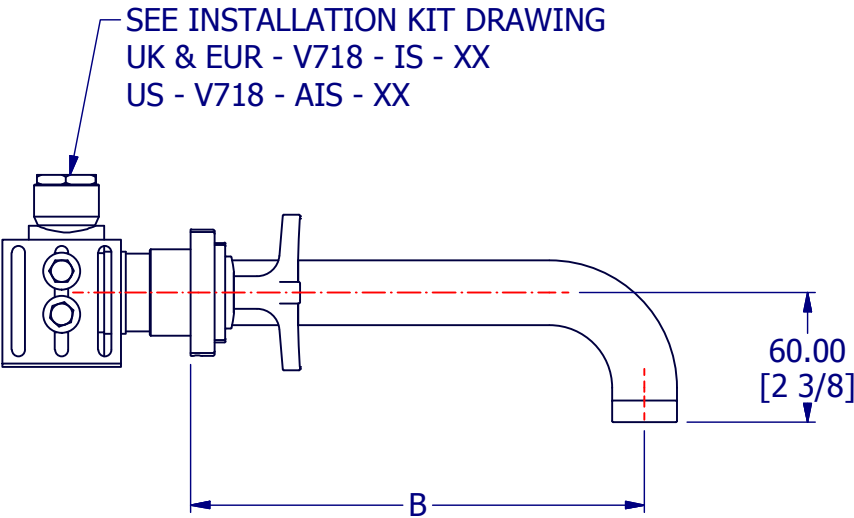 SEE INSTALLATION KIT DRAWING
UK & EUR - V718 - IS - XX
US - V718 - AIS - XX
60.00
[2 3/8]
B